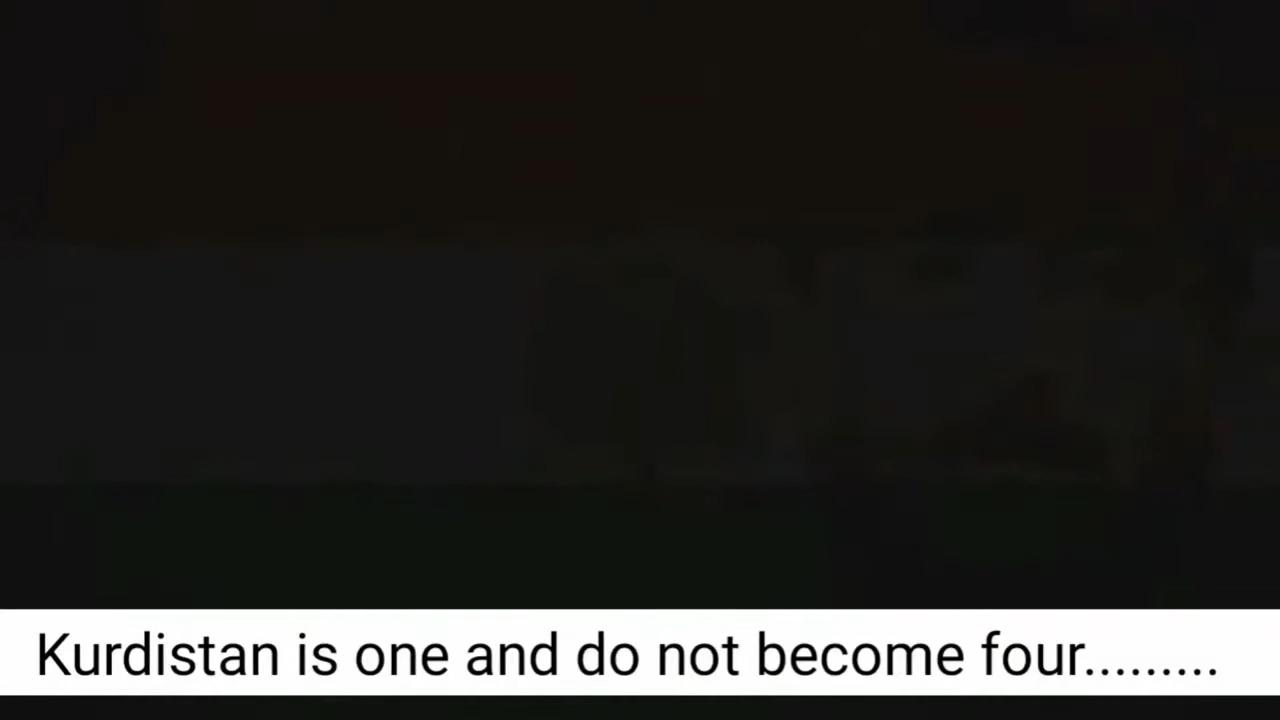 Kurdistan is one and do not become four.........